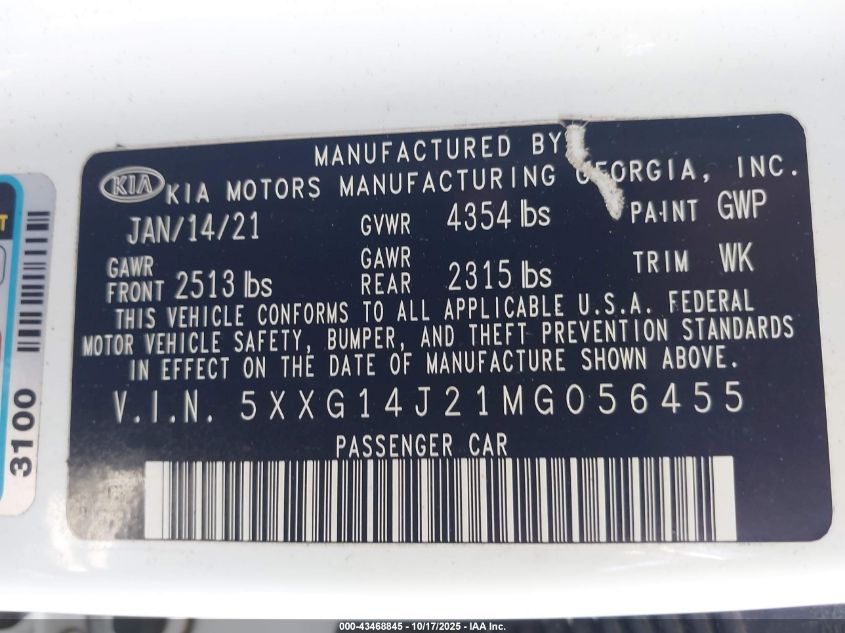 MANUFACTURED BY
KIA KIA MOTORS MANUFACTURING GEORGIA, INC.
JAN/14/21 GVWR 4354 lbs PAINT GWP
GAWR FRONT 2513 lbs GAWR REAR 2315 lbs TRIM WK
THIS VEHICLE CONFORMS TO ALL APPLICABLE U.S.A. FEDERAL
MOTOR VEHICLE SAFETY, BUMPER, AND THEFT PREVENTION STANDARDS
IN EFFECT ON THE DATE OF MANUFACTURE SHOWN ABOVE.
V.I.N. 5XXG14J21MG056455
PASSENGER CAR
3100
000-43468845 - 10/17/2025 - IAA Inc.